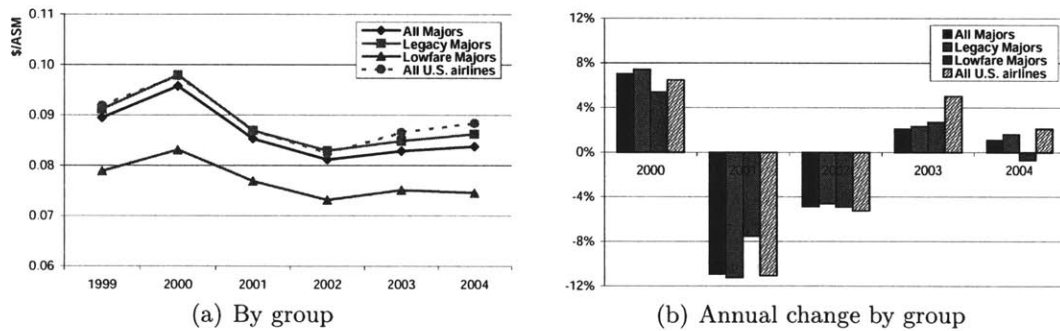 $/ASM
0.11
0.10
0.09
0.08
0.07
0.06
1999 2000 2001 2002 2003 2004
All Majors
Legacy Majors
Lowfare Majors
All U.S. airlines
(a) By group
12%
8%
4%
0%
-4%
-8%
-12%
2000 2001 2002 2003 2004
All Majors
Legacy Majors
Lowfare Majors
All U.S. airlines
(b) Annual change by group